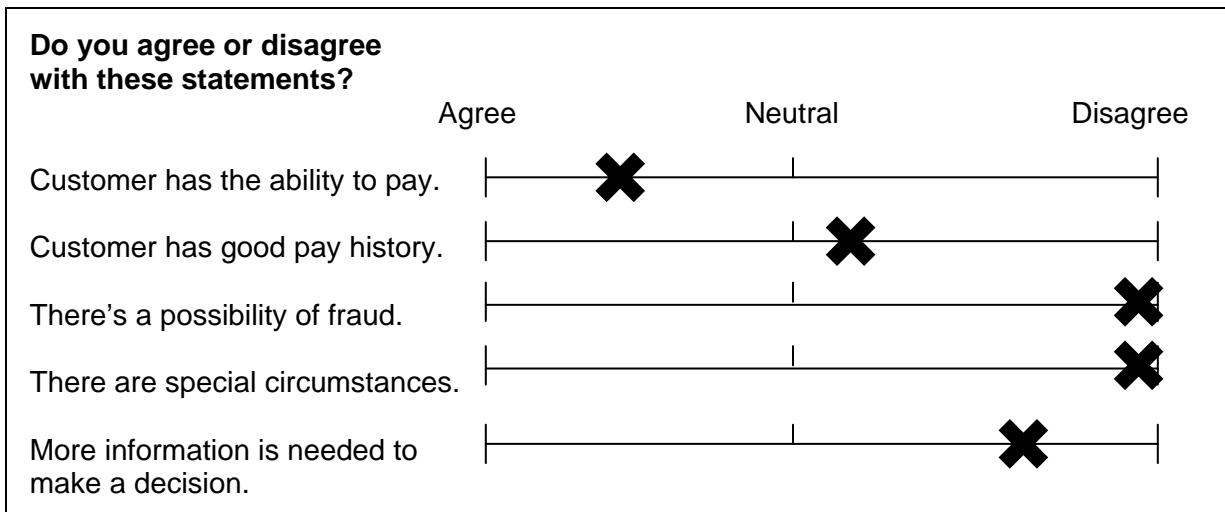 Do you agree or disagree
with these statements?
Agree Neutral Disagree
Customer has the ability to pay.
Customer has good pay history.
There’s a possibility of fraud.
There are special circumstances.
More information is needed to
make a decision.